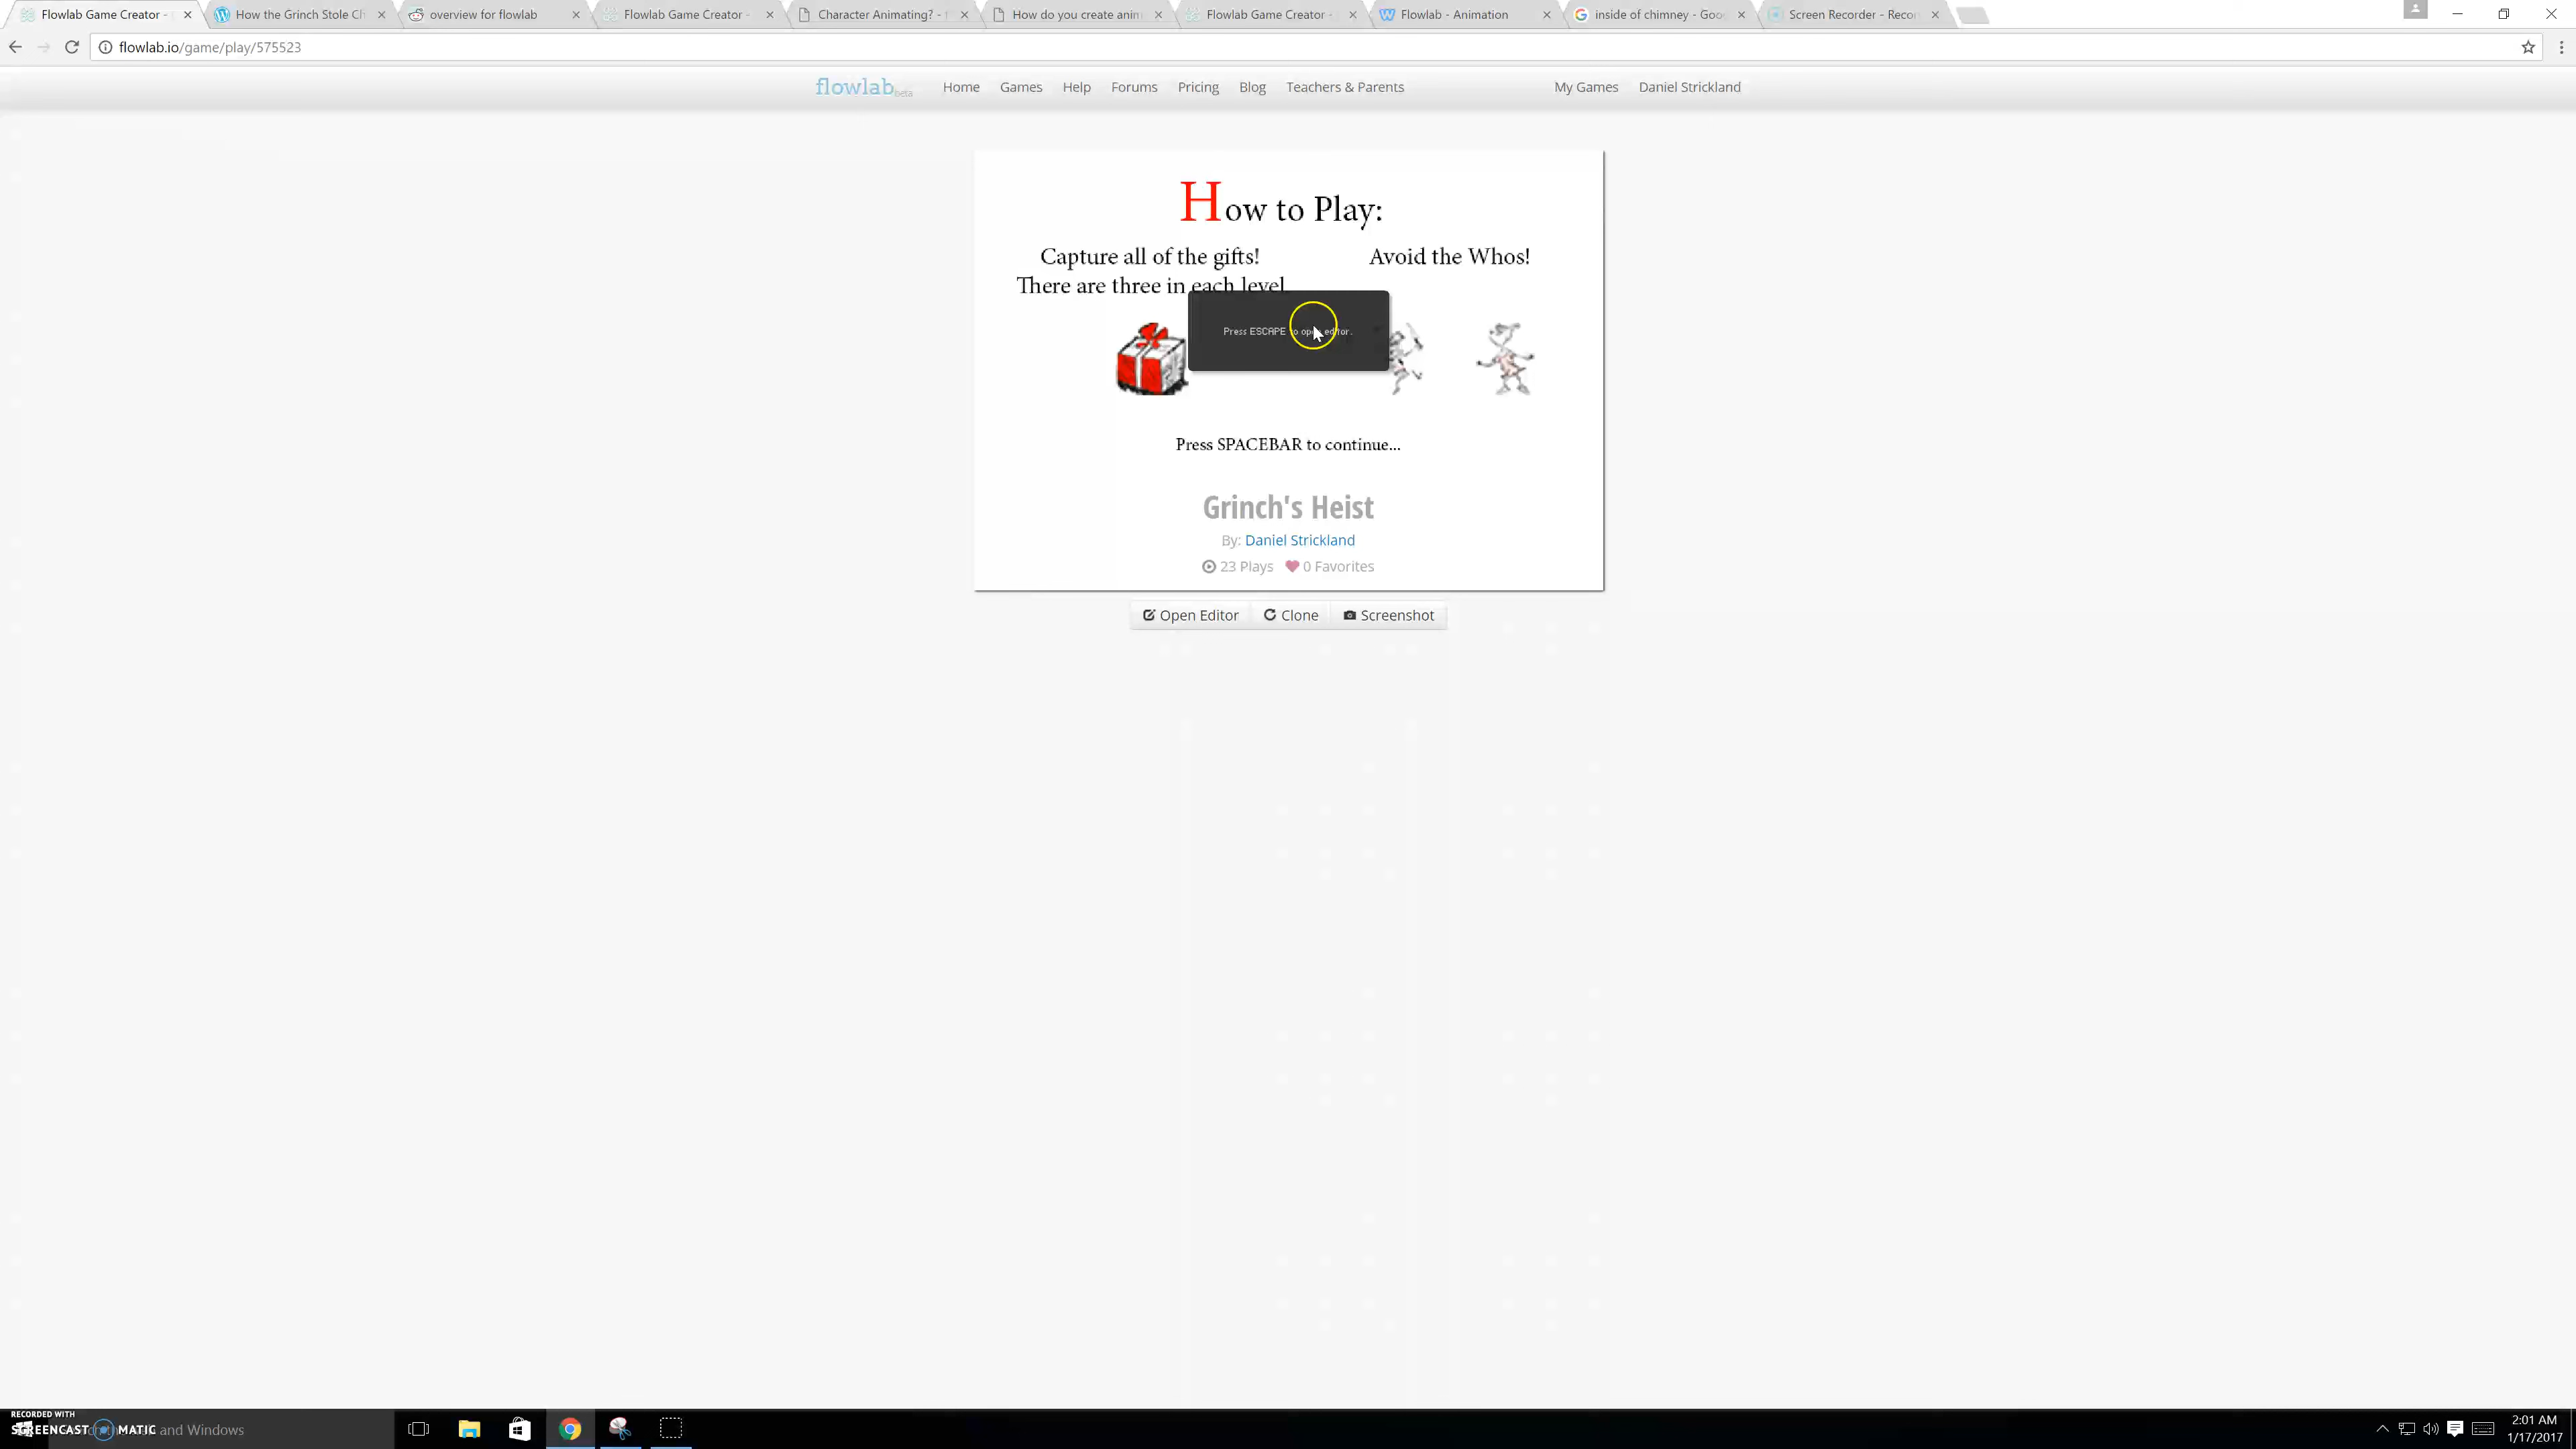 Flowlab Game Creator -
How the Grinch Stole Ch
overview for flowlab
Flowlab Game Creator -
Character Animating? -
How do you create anim
Flowlab Game Creator -
Flowlab - Animation
inside of chimney - Goo
Screen Recorder - Recor
flowlab.io/game/play/575523
flowlab beta
Home
Games
Help
Forums
Pricing
Blog
Teachers & Parents
My Games
Daniel Strickland
How to Play:
Capture all of the gifts!
There are three in each level
Avoid the Whos!
Press ESCAPE to open editor.
Press SPACEBAR to continue...
Grinch's Heist
By: Daniel Strickland
23 Plays
0 Favorites
Open Editor
Clone
Screenshot
RECORDED WITH
SCREENCAST MATIC
and Windows
2:01 AM
1/17/2017